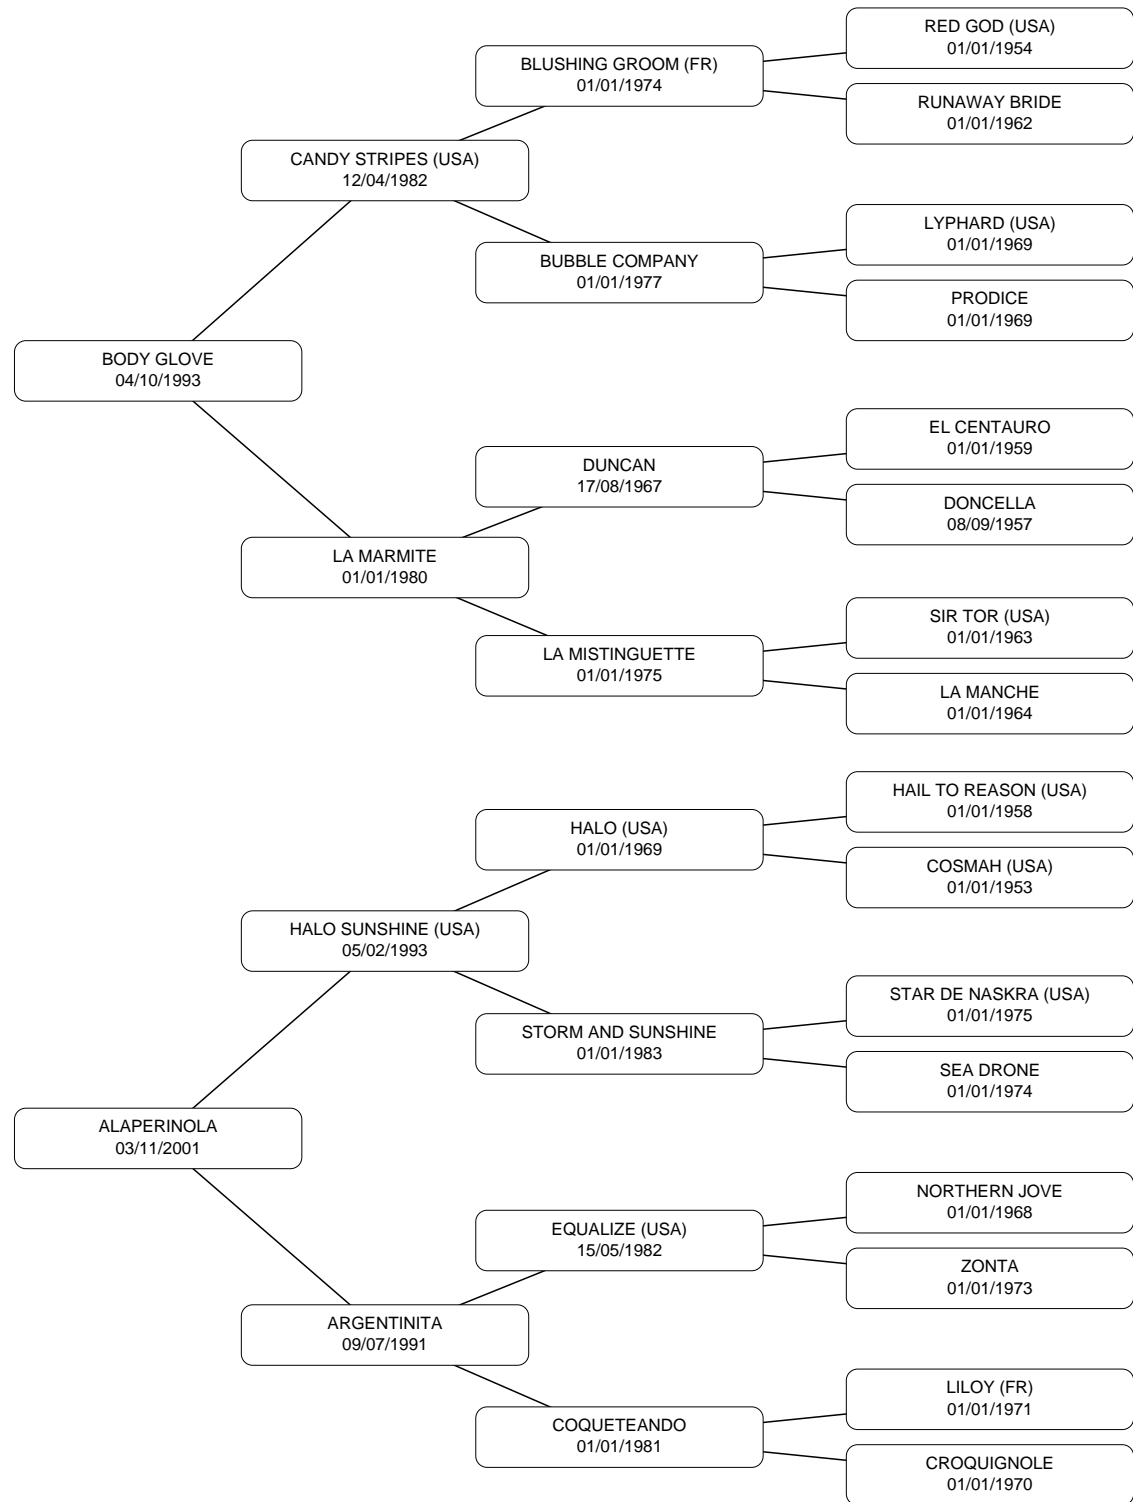 RED GOD (USA)
01/01/1954
BLUSHING GROOM (FR)
01/01/1974
RUNAWAY BRIDE
01/01/1962
CANDY STRIPES (USA)
12/04/1982
LYPHARD (USA)
01/01/1969
BUBBLE COMPANY
01/01/1977
PRODICE
01/01/1969
BODY GLOVE
04/10/1993
EL CENTAURO
01/01/1959
DUNCAN
17/08/1967
DONCELLA
08/09/1957
LA MARMITE
01/01/1980
SIR TOR (USA)
01/01/1963
LA MISTINGUETTE
01/01/1975
LA MANCHE
01/01/1964
HAIL TO REASON (USA)
01/01/1958
HALO (USA)
01/01/1969
COSMAH (USA)
01/01/1953
HALO SUNSHINE (USA)
05/02/1993
STAR DE NASKRA (USA)
01/01/1975
STORM AND SUNSHINE
01/01/1983
SEA DRONE
01/01/1974
ALAPERINOLA
03/11/2001
NORTHERN JOVE
01/01/1968
EQUALIZE (USA)
15/05/1982
ZONTA
01/01/1973
ARGENTINITA
09/07/1991
LILOY (FR)
01/01/1971
COQUETEANDO
01/01/1981
CROQUIGNOLE
01/01/1970